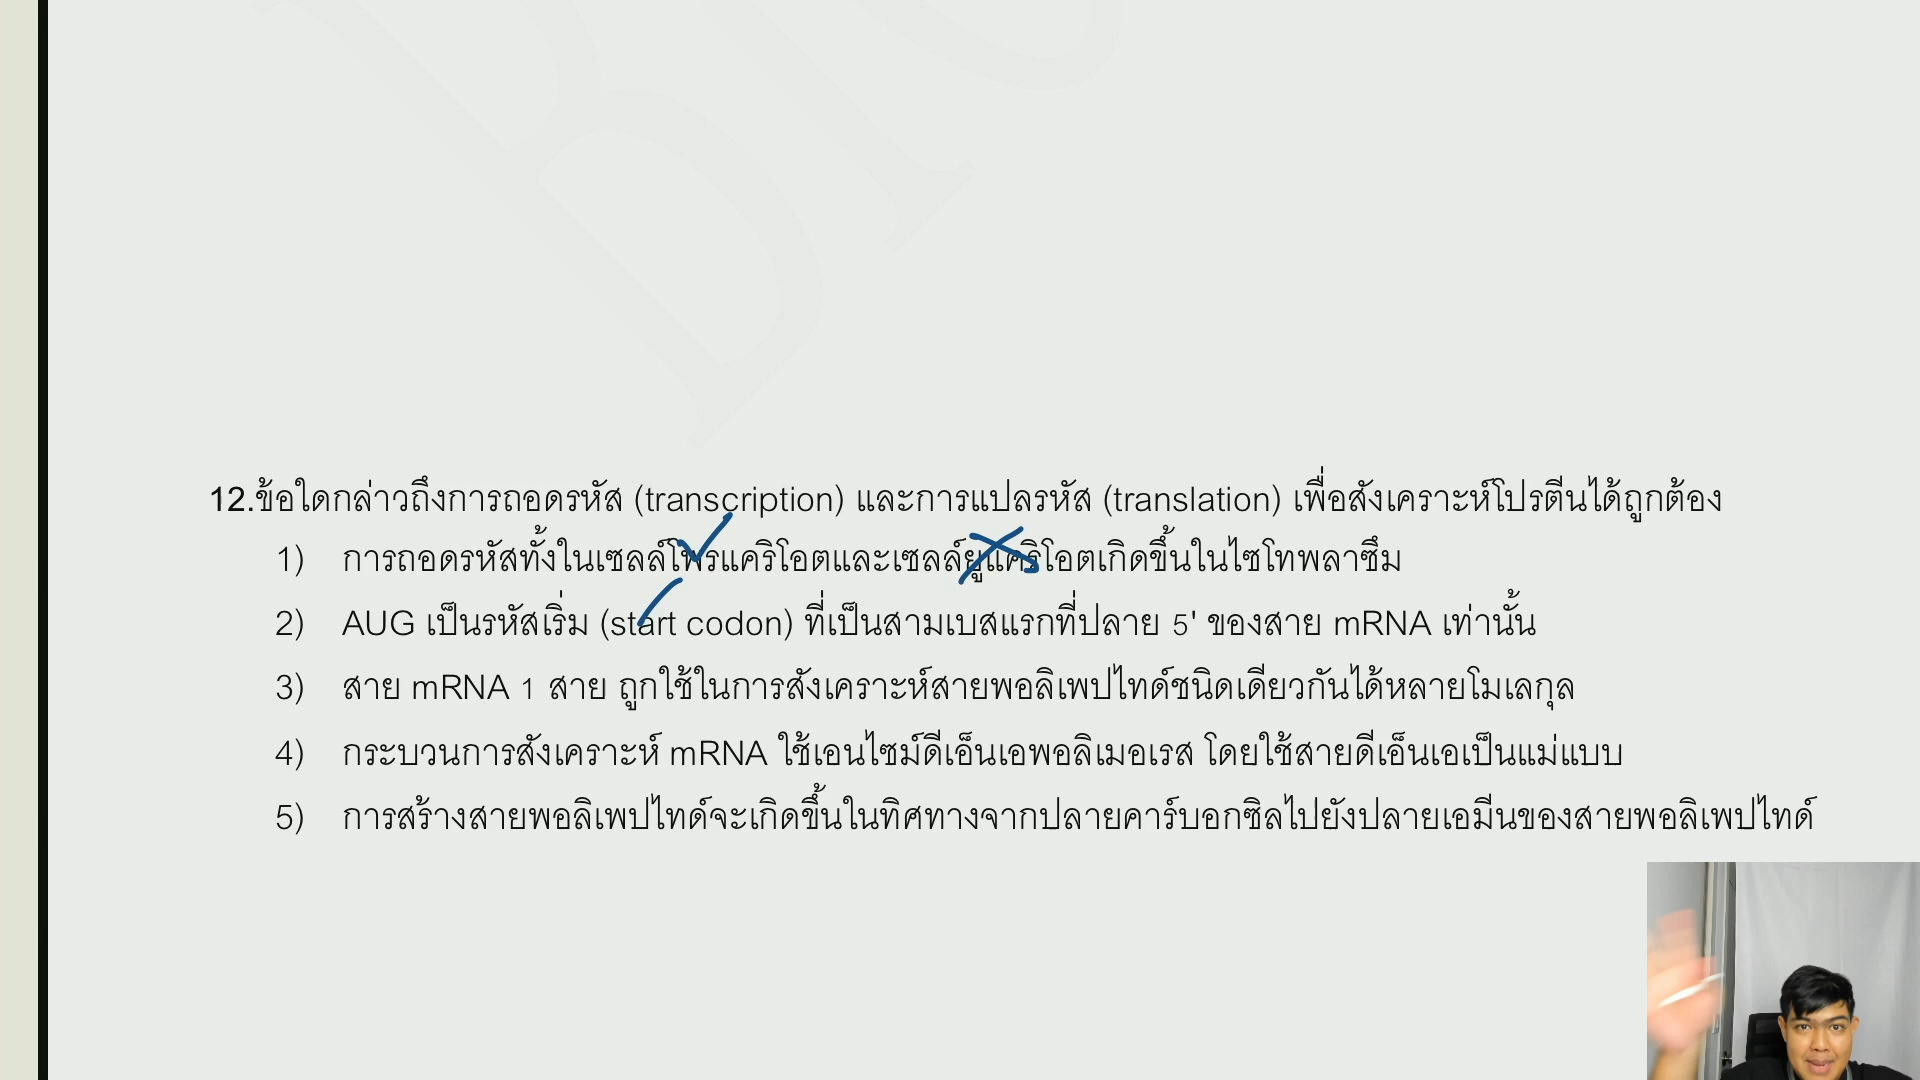 12.ข้อใดกล่าวถึงการถอดรหัส (transcription) และการแปลรหัส (translation) เพื่อสังเคราะห์โปรตีนได้ถูกต้อง
1) การถอดรหัสทั้งในเซลล์โพรแคริโอตและเซลล์ยูแคริโอตเกิดขึ้นในไซโทพลาซึม
2) AUG เป็นรหัสเริ่ม (start codon) ที่เป็นสามเบสแรกที่ปลาย 5' ของสาย mRNA เท่านั้น
3) สาย mRNA 1 สาย ถูกใช้ในการสังเคราะห์สายพอลิเพปไทด์ชนิดเดียวกันได้หลายโมเลกุล
4) กระบวนการสังเคราะห์ mRNA ใช้เอนไซม์ดีเอ็นเอพอลิเมอเรส โดยใช้สายดีเอ็นเอเป็นแม่แบบ
5) การสร้างสายพอลิเพปไทด์จะเกิดขึ้นในทิศทางจากปลายคาร์บอกซิลไปยังปลายเอมีนของสายพอลิเพปไทด์